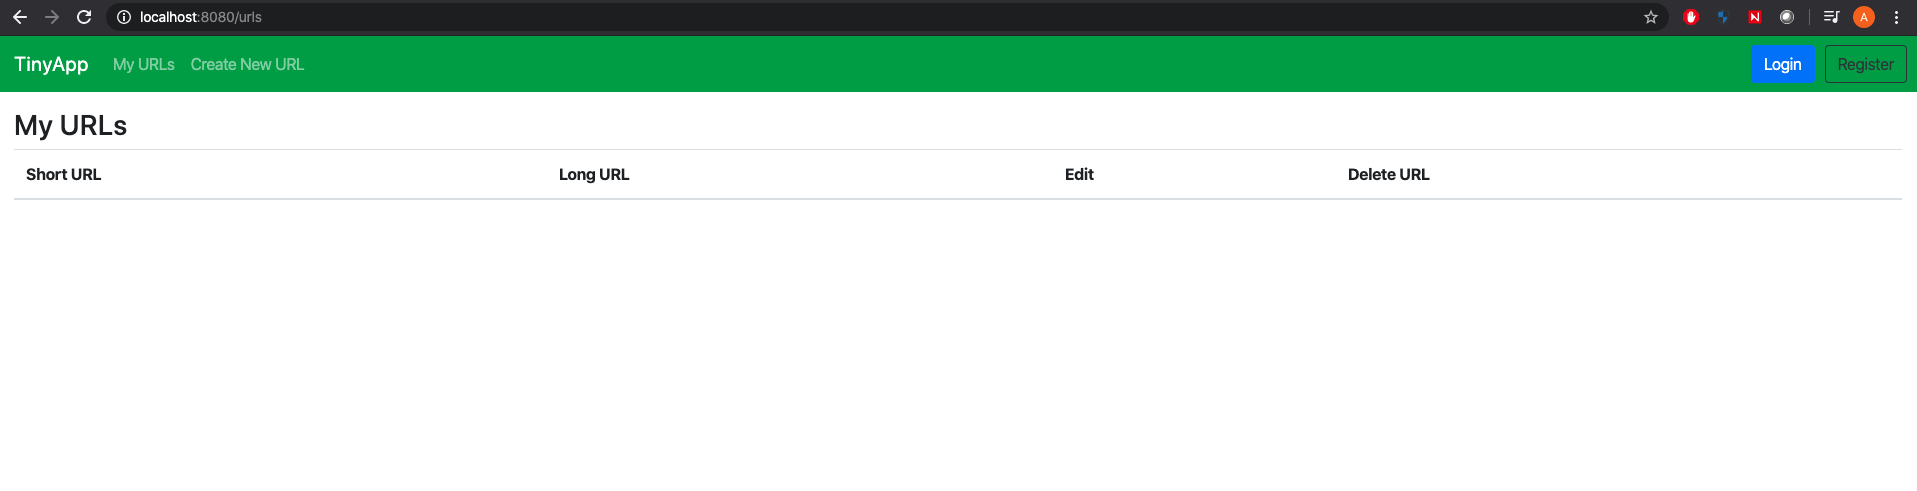 localhost:8080/urls
A
TinyApp My URLs Create New URL Login Register
My URLs
Short URL Long URL Edit Delete URL